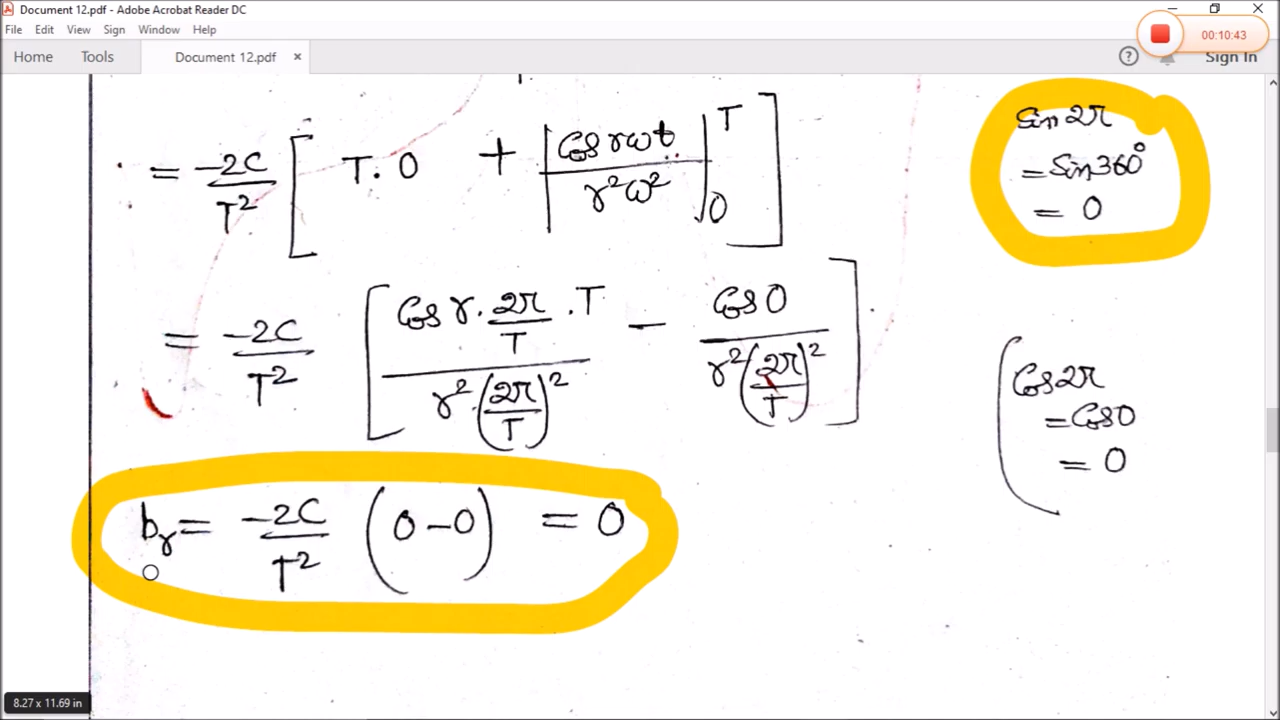 Document 12.pdf - Adobe Acrobat Reader DC
File Edit View Sign Window Help
00:10:43
Home Tools Document 12.pdf × ? Sign In
= -2C/T² [ T. 0 + | Cos rωt / r²ω² |₀ᵀ ]
Sin 2π
= Sin 360°
= 0
= -2C/T² [ Cos r. 2π/T .T / r².(2π/T)² - Cos 0 / r²(2π/T)² ]
( Cos 2π
= Cos 0
= 0
bᵣ = -2C/T² (0-0) = 0
8.27 x 11.69 in